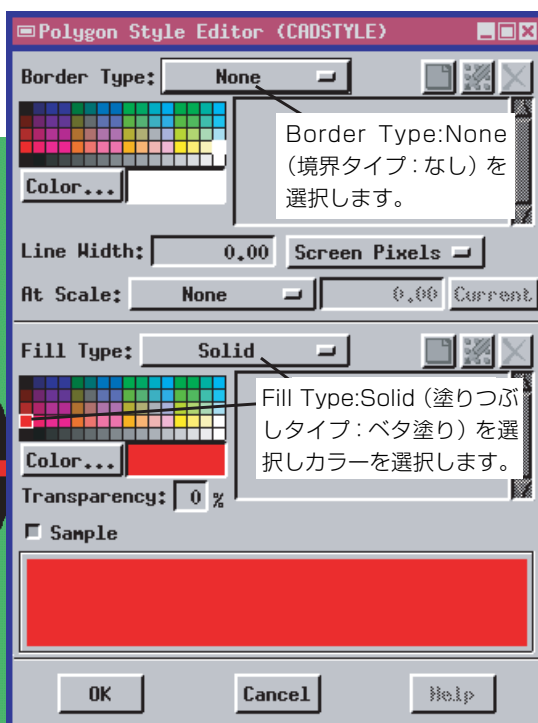 Polygon Style Editor (CADSTYLE)
Border Type: None
Border Type:None
（境界タイプ：なし）を
選択します。
Color...
Line Width: 0.00 Screen Pixels
At Scale: None 0.00 Current
Fill Type: Solid
Fill Type:Solid（塗りつぶ
しタイプ：ベタ塗り）を選
択しカラーを選択します。
Color...
Transparency: 0 %
Sample
OK Cancel Help